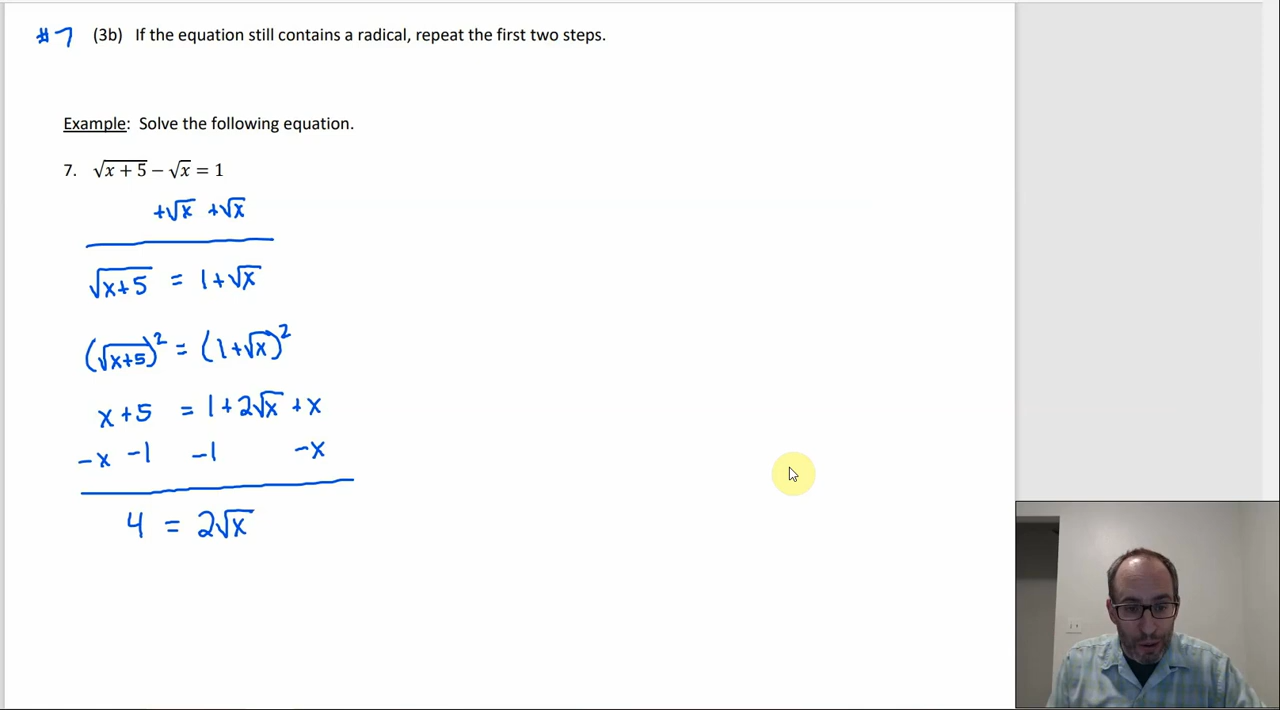 #7 (3b) If the equation still contains a radical, repeat the first two steps.
Example: Solve the following equation.
7. √(x + 5) − √x = 1
+√x +√x
√(x+5) = 1+√x
(√(x+5))² = (1+√x)²
x+5 = 1+2√x+x
-x -1 -1 -x
4 = 2√x